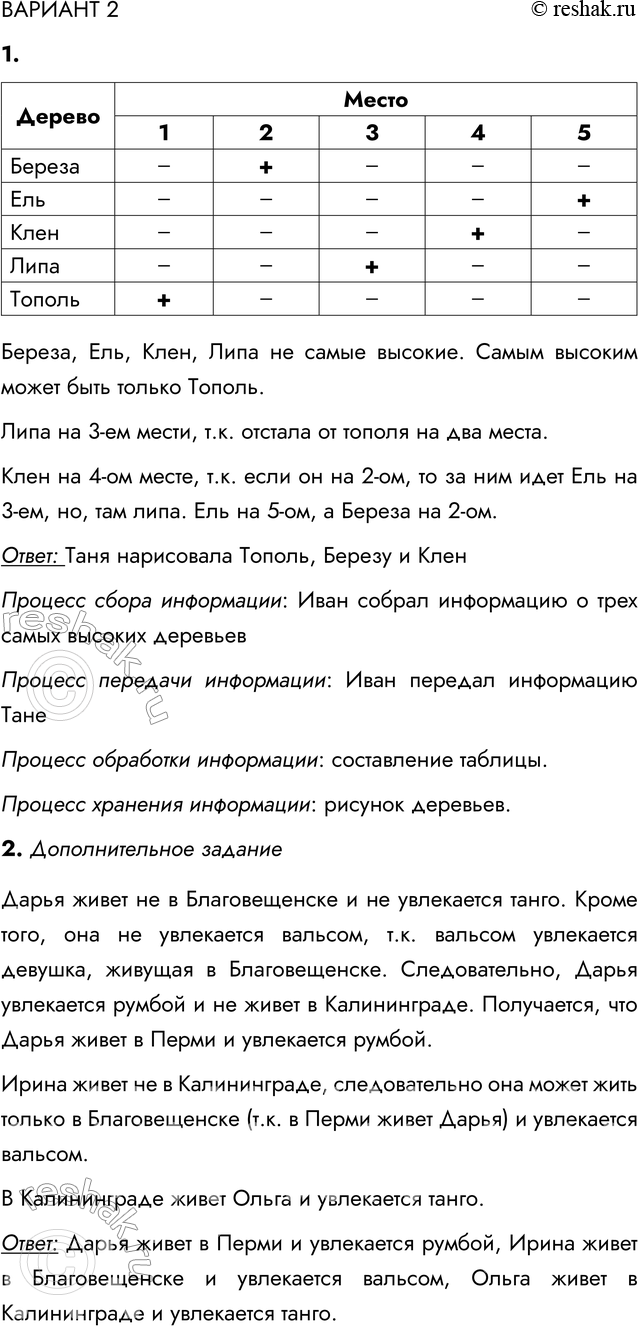 ВАРИАНТ 2 © reshak.ru
1.
Дерево Место
1 2 3 4 5
Береза – + – – –
Ель – – – – +
Клен – – – + –
Липа – – + – –
Тополь + – – – –
Береза, Ель, Клен, Липа не самые высокие. Самым высоким
может быть только Тополь.
Липа на 3-ем мести, т.к. отстала от тополя на два места.
Клен на 4-ом месте, т.к. если он на 2-ом, то за ним идет Ель на
3-ем, но, там липа. Ель на 5-ом, а Береза на 2-ом.
Ответ: Таня нарисовала Тополь, Березу и Клен
Процесс сбора информации: Иван собрал информацию о трех
самых высоких деревьев
Процесс передачи информации: Иван передал информацию
Тане
Процесс обработки информации: составление таблицы.
Процесс хранения информации: рисунок деревьев.
2. Дополнительное задание
Дарья живет не в Благовещенске и не увлекается танго. Кроме
того, она не увлекается вальсом, т.к. вальсом увлекается
девушка, живущая в Благовещенске. Следовательно, Дарья
увлекается румбой и не живет в Калининграде. Получается, что
Дарья живет в Перми и увлекается румбой.
Ирина живет не в Калининграде, следовательно она может жить
только в Благовещенске (т.к. в Перми живет Дарья) и увлекается
вальсом.
В Калининграде живет Ольга и увлекается танго.
Ответ: Дарья живет в Перми и увлекается румбой, Ирина живет
в Благовещенске и увлекается вальсом, Ольга живет в
Калининграде и увлекается танго.
reshak.ru
©
reshak.ru
©